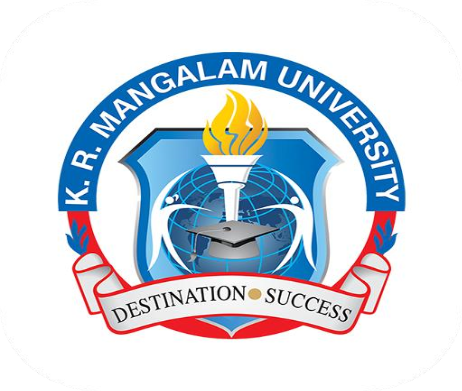 K. R. MANGALAM UNIVERSITY
DESTINATION SUCCESS